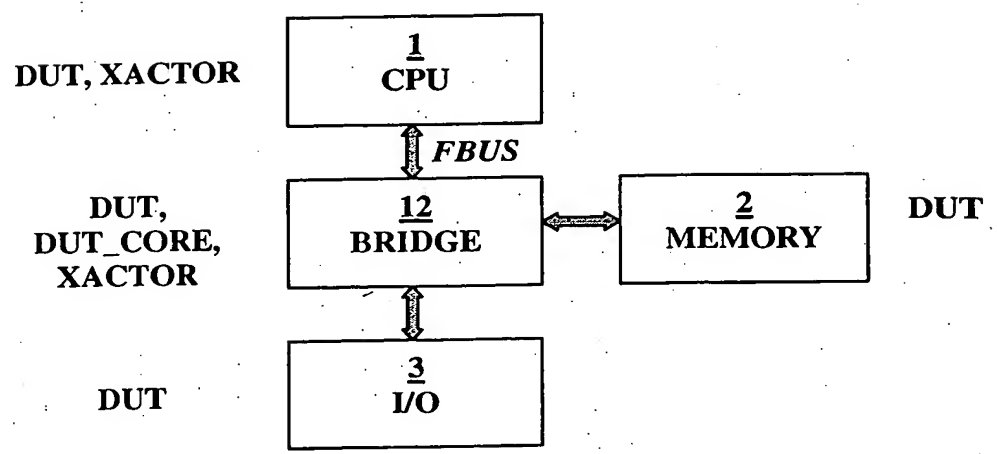 1
DUT, XACTOR
CPU
FBUS
DUT,
DUT_CORE,
XACTOR
12
BRIDGE
2
MEMORY
DUT
3
DUT
I/O